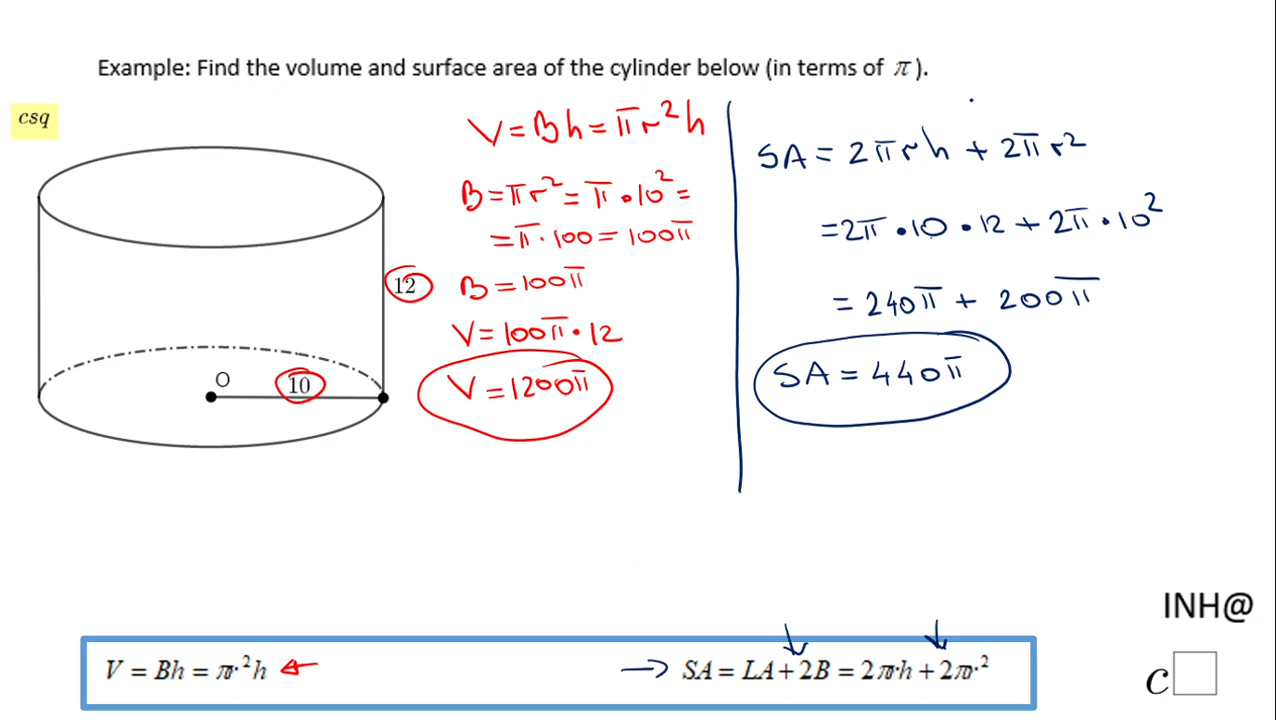 Example: Find the volume and surface area of the cylinder below (in terms of π).
csq
12
O
10
V = Bh = πr²h
B = πr² = π•10² =
= π·100 = 100π
B = 100π
V = 100π•12
V = 1200π
SA = 2πrh + 2πr²
= 2π•10•12 + 2π•10²
= 240π + 200π
SA = 440π
INH@
V = Bh = πr²h
SA = LA + 2B = 2πrh + 2πr²
c